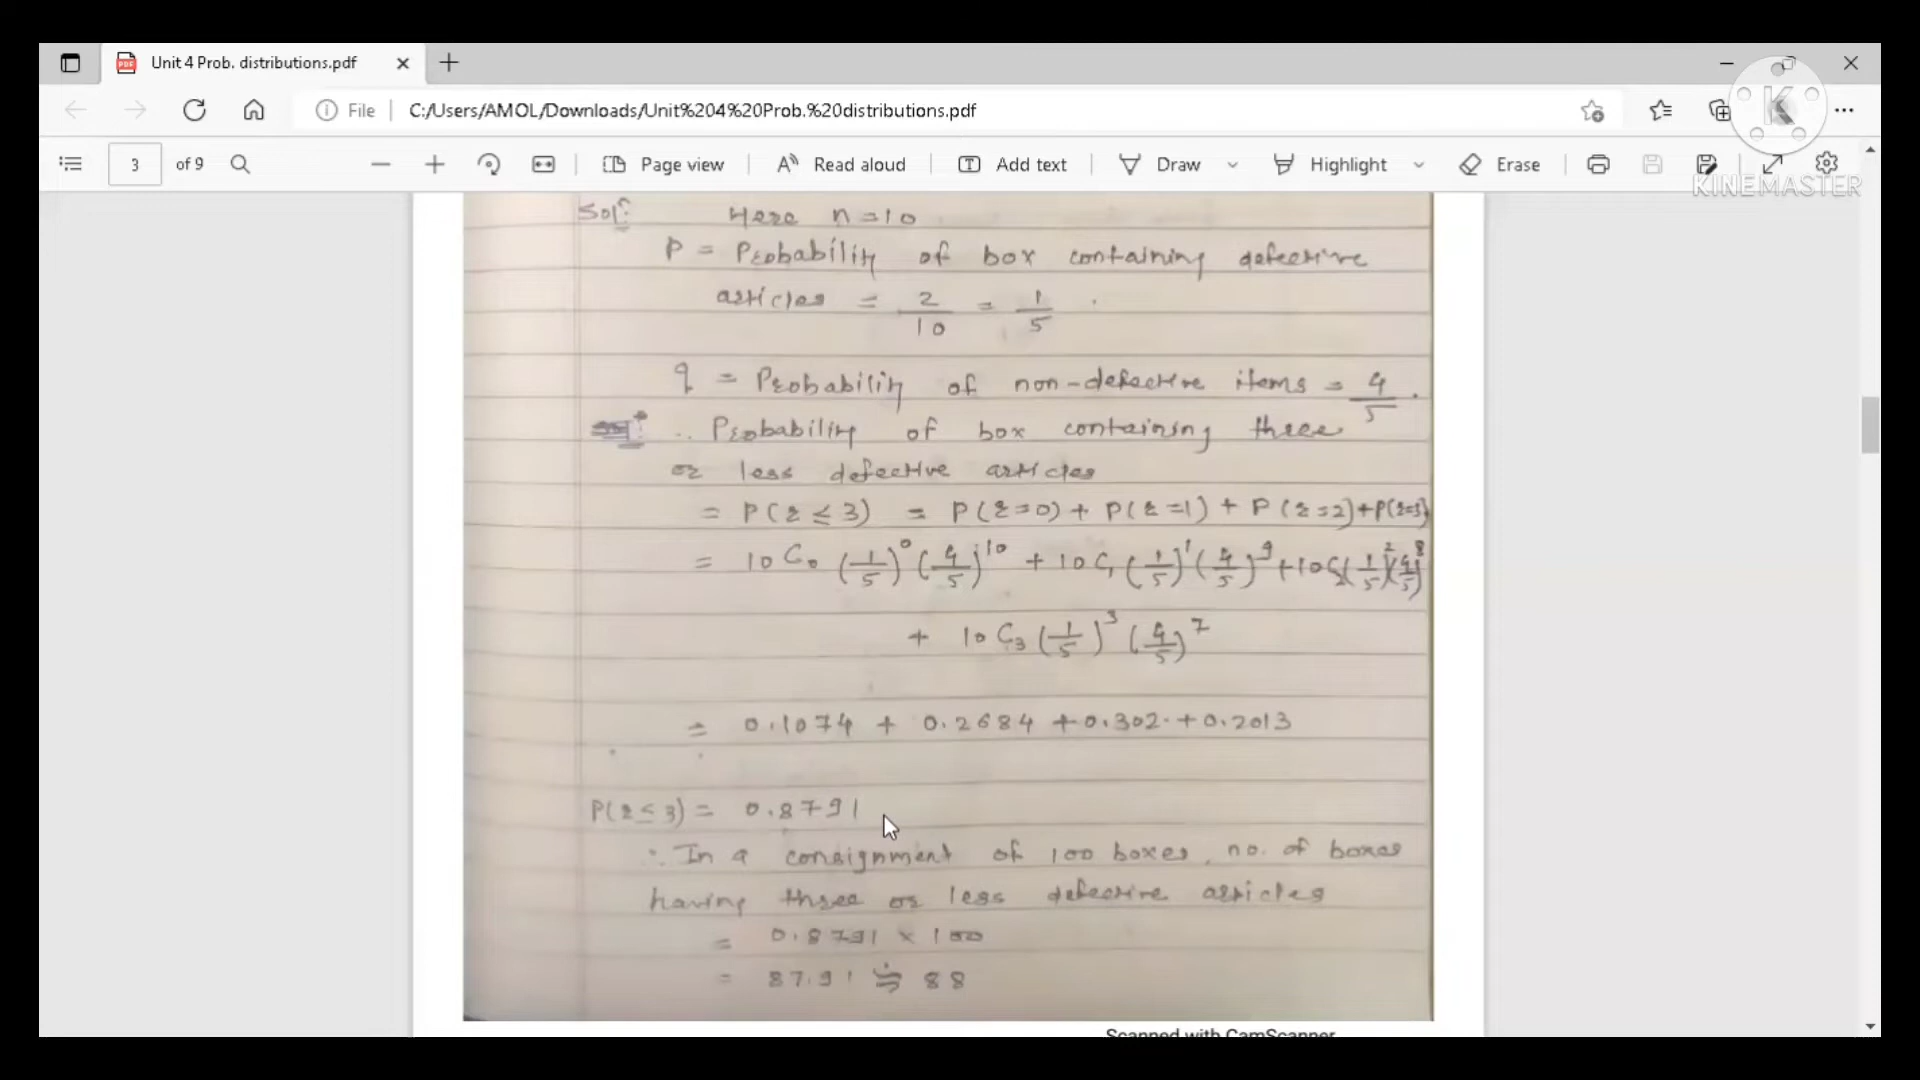 Unit 4 Prob. distributions.pdf
File C:/Users/AMOL/Downloads/Unit%204%20Prob.%20distributions.pdf
3 of 9 Page view Read aloud Add text Draw Highlight Erase
KINEMASTER
Soln: Here n = 10
P = Probability of box containing defective
articles = 2/10 = 1/5
q = Probability of non-defective items = 4/5.
∴ Probability of box containing three
or less defective articles
= P(r ≤ 3) = P(r=0) + P(r=1) + P(r=2) + P(r=3)
= 10C₀ (1/5)⁰ (4/5)¹⁰ + 10C₁ (1/5)¹ (4/5)⁹ + 10C₂ (1/5)² (4/5)⁸
+ 10C₃ (1/5)³ (4/5)⁷
= 0.1074 + 0.2684 + 0.302 + 0.2013
P(r ≤ 3) = 0.8791
∴ In a consignment of 100 boxes, no. of boxes
having three or less defective articles
= 0.8791 × 100
= 87.91 ≒ 88
Scanned with CamScanner